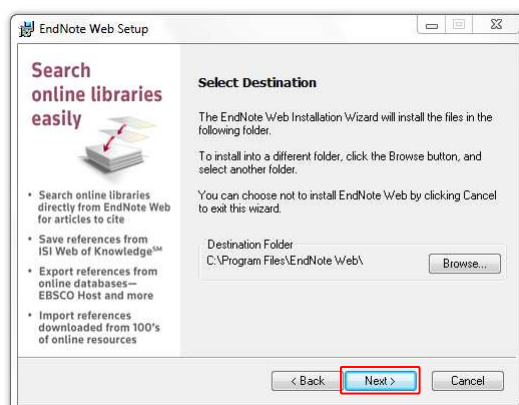 EndNote Web Setup
Search
online libraries
easily
• Search online libraries
directly from EndNote Web
for articles to cite
• Save references from
ISI Web of Knowledge℠
• Export references from
online databases—
EBSCO Host and more
• Import references
downloaded from 100's
of online resources
Select Destination
The EndNote Web Installation Wizard will install the files in the
following folder.
To install into a different folder, click the Browse button, and
select another folder.
You can choose not to install EndNote Web by clicking Cancel
to exit this wizard.
Destination Folder
C:\Program Files\EndNote Web\
Browse...
< Back
Next >
Cancel